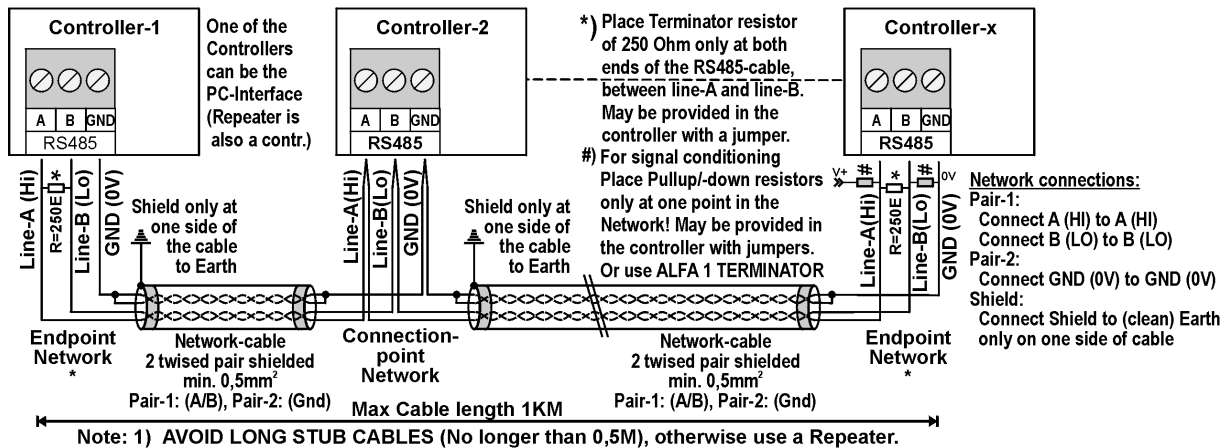 Controller-1
A B GND
RS485
One of the
Controllers
can be the
PC-Interface
(Repeater is
also a contr.)
Controller-2
A B GND
RS485
*) Place Terminator resistor
of 250 Ohm only at both
ends of the RS485-cable,
between line-A and line-B.
May be provided in the
controller with a jumper.
#) For signal conditioning
Place Pullup/-down resistors
only at one point in the
Network! May be provided in
the controller with jumpers.
Or use ALFA 1 TERMINATOR
Controller-x
A B GND
RS485
Line-A (Hi)
R=250E *
Line-B (Lo)
GND (0V)
Shield only at
one side of
the cable
to Earth
Line-A(Hi)
Line-B(Lo)
GND (0V)
Shield only at
one side of
the cable
to Earth
V+
#
Line-A(Hi)
R=250E *
Line-B(Lo)
#
0V
GND (0V)
Network connections:
Pair-1:
Connect A (HI) to A (HI)
Connect B (LO) to B (LO)
Pair-2:
Connect GND (0V) to GND (0V)
Shield:
Connect Shield to (clean) Earth
only on one side of cable
Endpoint
Network
*
Network-cable
2 twised pair shielded
min. 0,5mm²
Pair-1: (A/B), Pair-2: (Gnd)
Connection-
point
Network
Network-cable
2 twised pair shielded
min. 0,5mm²
Pair-1: (A/B), Pair-2: (Gnd)
Endpoint
Network
*
Max Cable length 1KM
Note: 1) AVOID LONG STUB CABLES (No longer than 0,5M), otherwise use a Repeater.